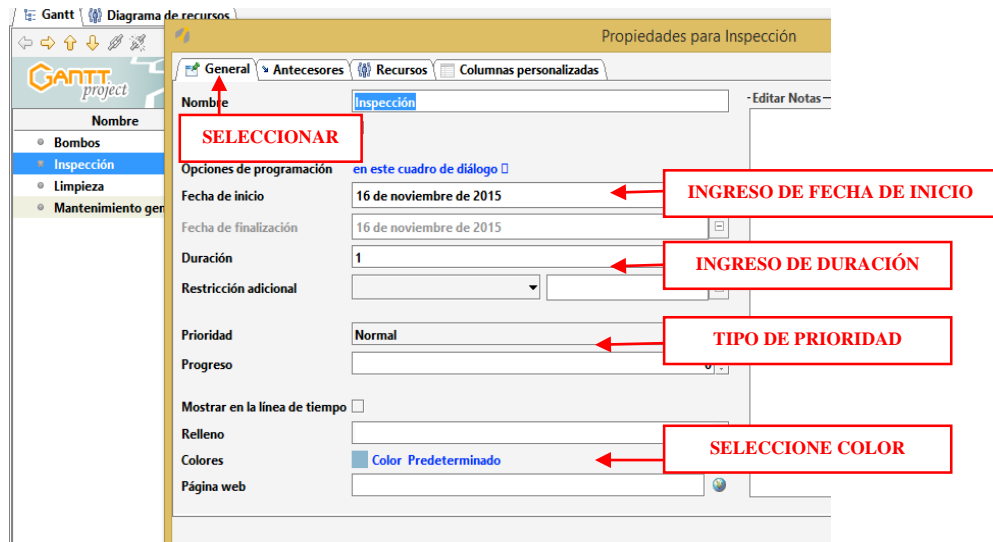 Gantt Diagrama de recursos
Propiedades para Inspección
GANTT
project
General Antecesores Recursos Columnas personalizadas
Nombre
Bombos
Inspección
Limpieza
Mantenimiento gen
Nombre Inspección
SELECCIONAR
Opciones de programación en este cuadro de diálogo
Fecha de inicio 16 de noviembre de 2015
INGRESO DE FECHA DE INICIO
Fecha de finalización 16 de noviembre de 2015
Duración 1
INGRESO DE DURACIÓN
Restricción adicional
Prioridad Normal
TIPO DE PRIORIDAD
Progreso 0
Mostrar en la línea de tiempo
Relleno
Colores Color Predeterminado
SELECCIONE COLOR
Página web
Editar Notas